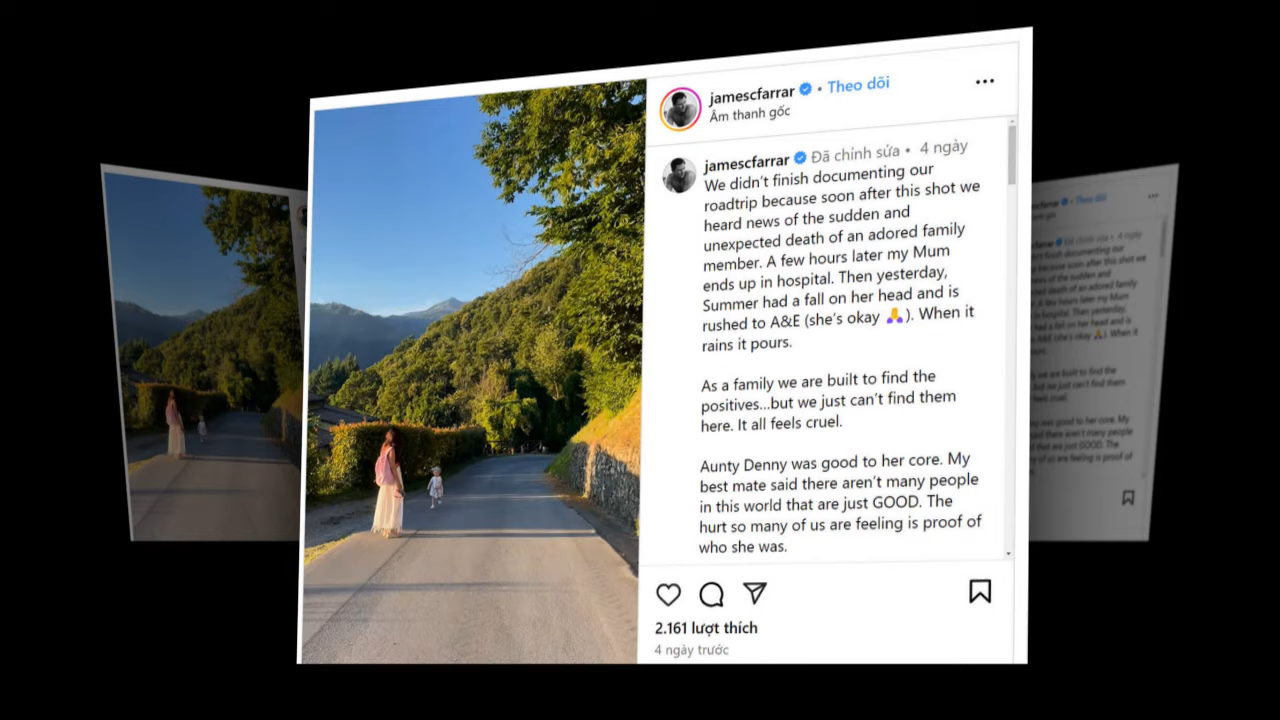 jamescfarrar • Theo dõi
Âm thanh gốc
jamescfarrar Đã chỉnh sửa • 4 ngày
We didn't finish documenting our
roadtrip because soon after this shot we
heard news of the sudden and
unexpected death of an adored family
member. A few hours later my Mum
ends up in hospital. Then yesterday,
Summer had a fall on her head and is
rushed to A&E (she's okay 🙏). When it
rains it pours.
As a family we are built to find the
positives...but we just can't find them
here. It all feels cruel.
Aunty Denny was good to her core. My
best mate said there aren't many people
in this world that are just GOOD. The
hurt so many of us are feeling is proof of
who she was.
2.161 lượt thích
4 ngày trước